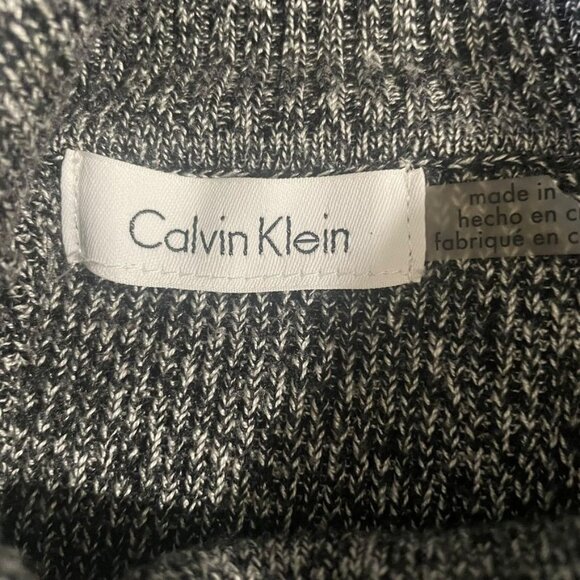 Calvin Klein
made in
hecho en
fabriqué en